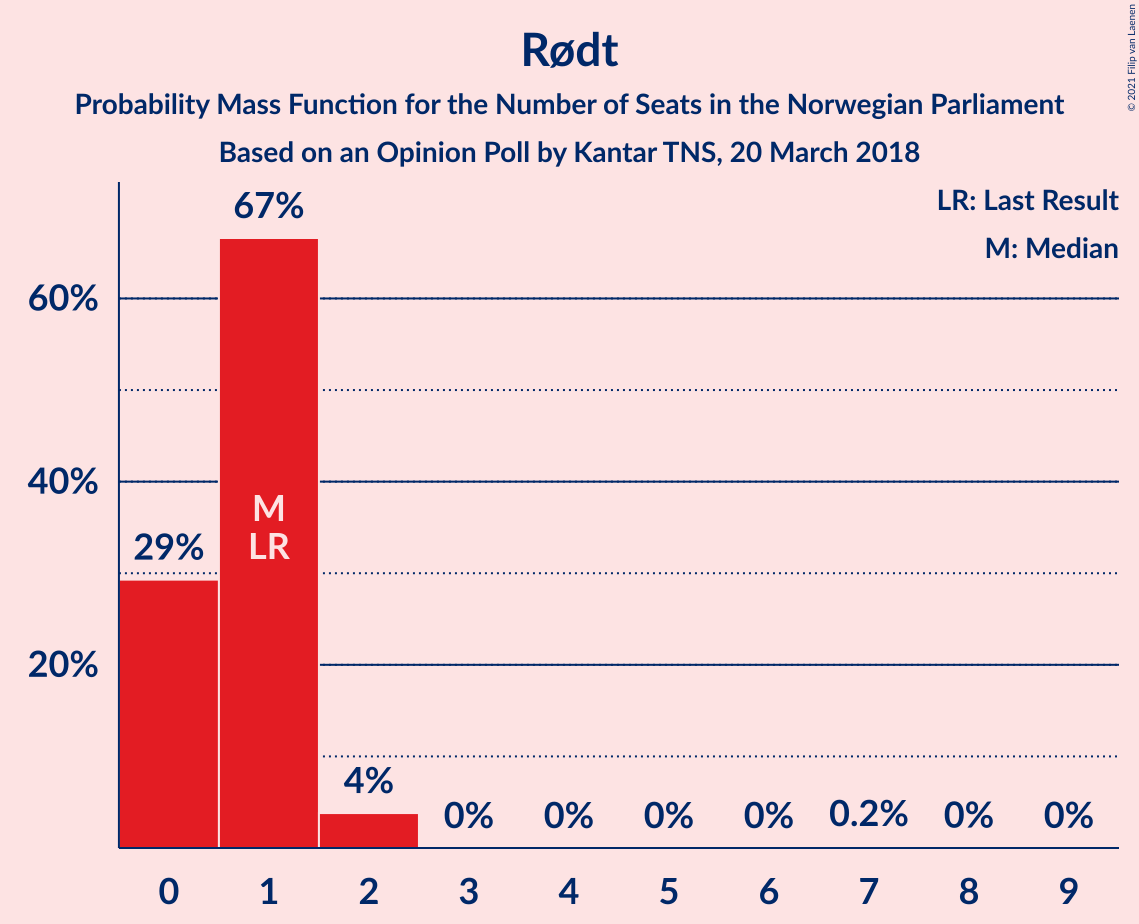 Rødt
Probability Mass Function for the Number of Seats in the Norwegian Parliament
Based on an Opinion Poll by Kantar TNS, 20 March 2018
© 2021 Filip van Laenen
LR: Last Result
M: Median
67%
60%
40%
29%
M
LR
20%
4%
0%
0%
0%
0%
0.2%
0%
0%
0
1
2
3
4
5
6
7
8
9